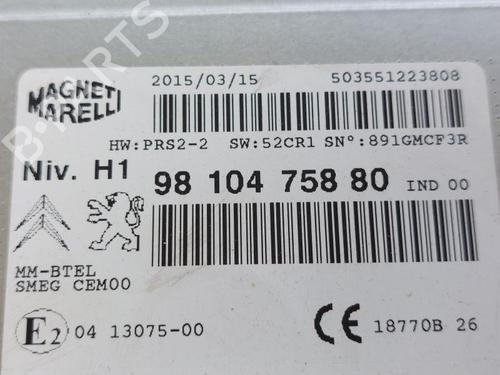 MAGNETI MARELLI
2015/03/15 503551223808
HW:PRS2-2 SW:52CR1 SN°:891GMCF3R
Niv. H1 98 104 758 80 IND 00
MM-BTEL
SMEG CEM00
E2 04 13075-00 CE 18770B 26
B-PARTS